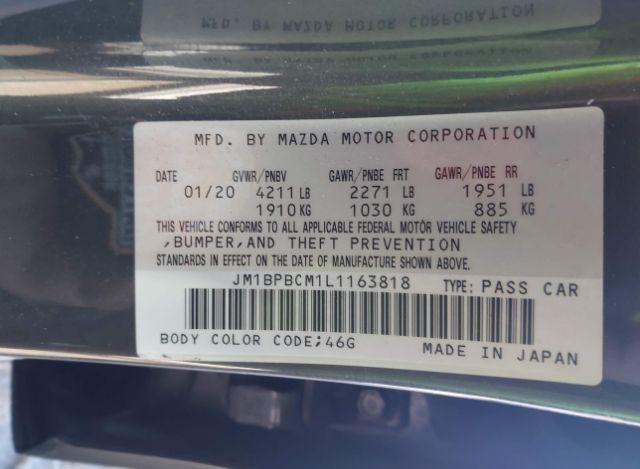 MFD. BY MAZDA MOTOR CORPORATION
DATE GVWR/PNBV GAWR/PNBE FRT GAWR/PNBE RR
01/20 4211 LB 2271 LB 1951 LB
1910 KG 1030 KG 885 KG
THIS VEHICLE CONFORMS TO ALL APPLICABLE FEDERAL MOTOR VEHICLE SAFETY
,BUMPER,AND THEFT PREVENTION
STANDARDS IN EFFECT ON THE DATE OF MANUFACTURE SHOWN ABOVE.
JM1BPBCM1L1163818 TYPE: PASS CAR
BODY COLOR CODE;46G MADE IN JAPAN